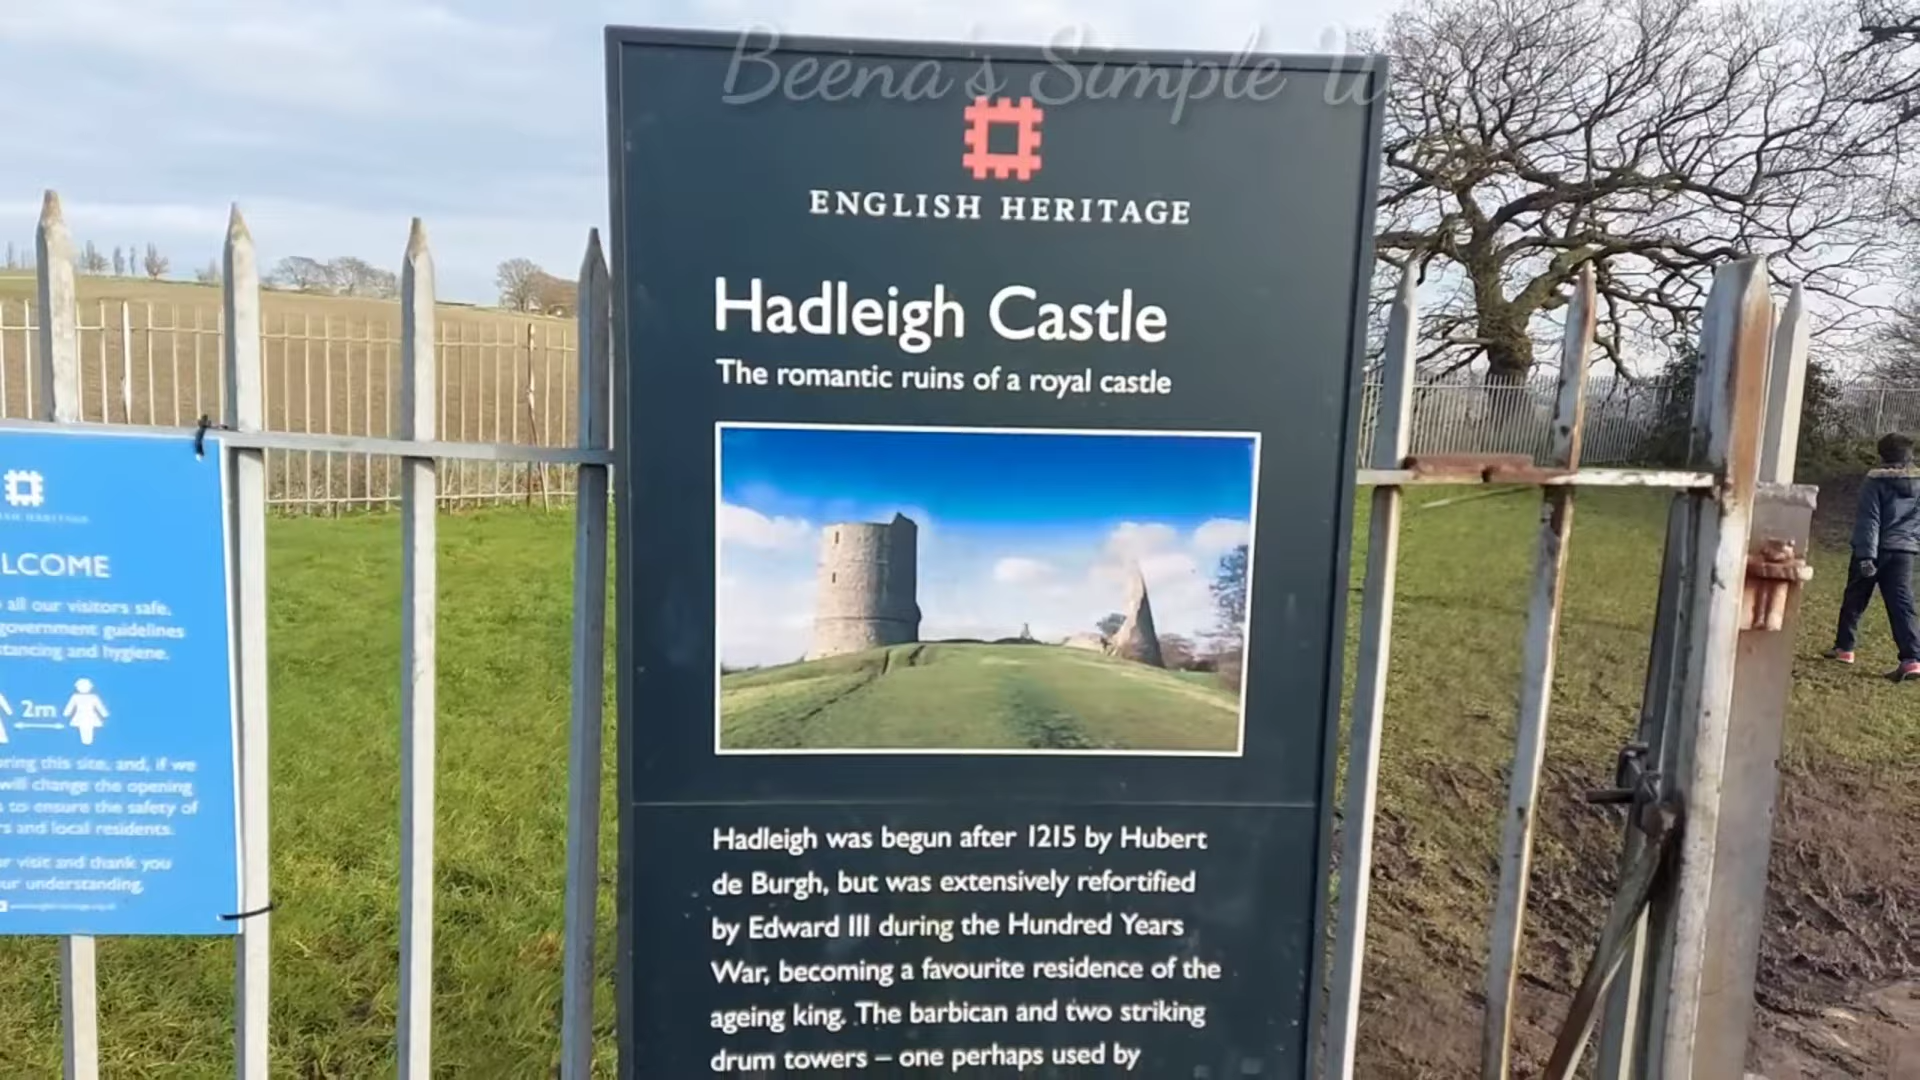 Beena's Simple
ENGLISH HERITAGE
Hadleigh Castle
The romantic ruins of a royal castle
Hadleigh was begun after 1215 by Hubert
de Burgh, but was extensively refortified
by Edward III during the Hundred Years
War, becoming a favourite residence of the
ageing king. The barbican and two striking
drum towers – one perhaps used by
LCOME
all our visitors safe,
government guidelines
tancing and hygiene.
2m
ring this site, and, if we
will change the opening
to ensure the safety of
rs and local residents.
r visit and thank you
ur understanding.